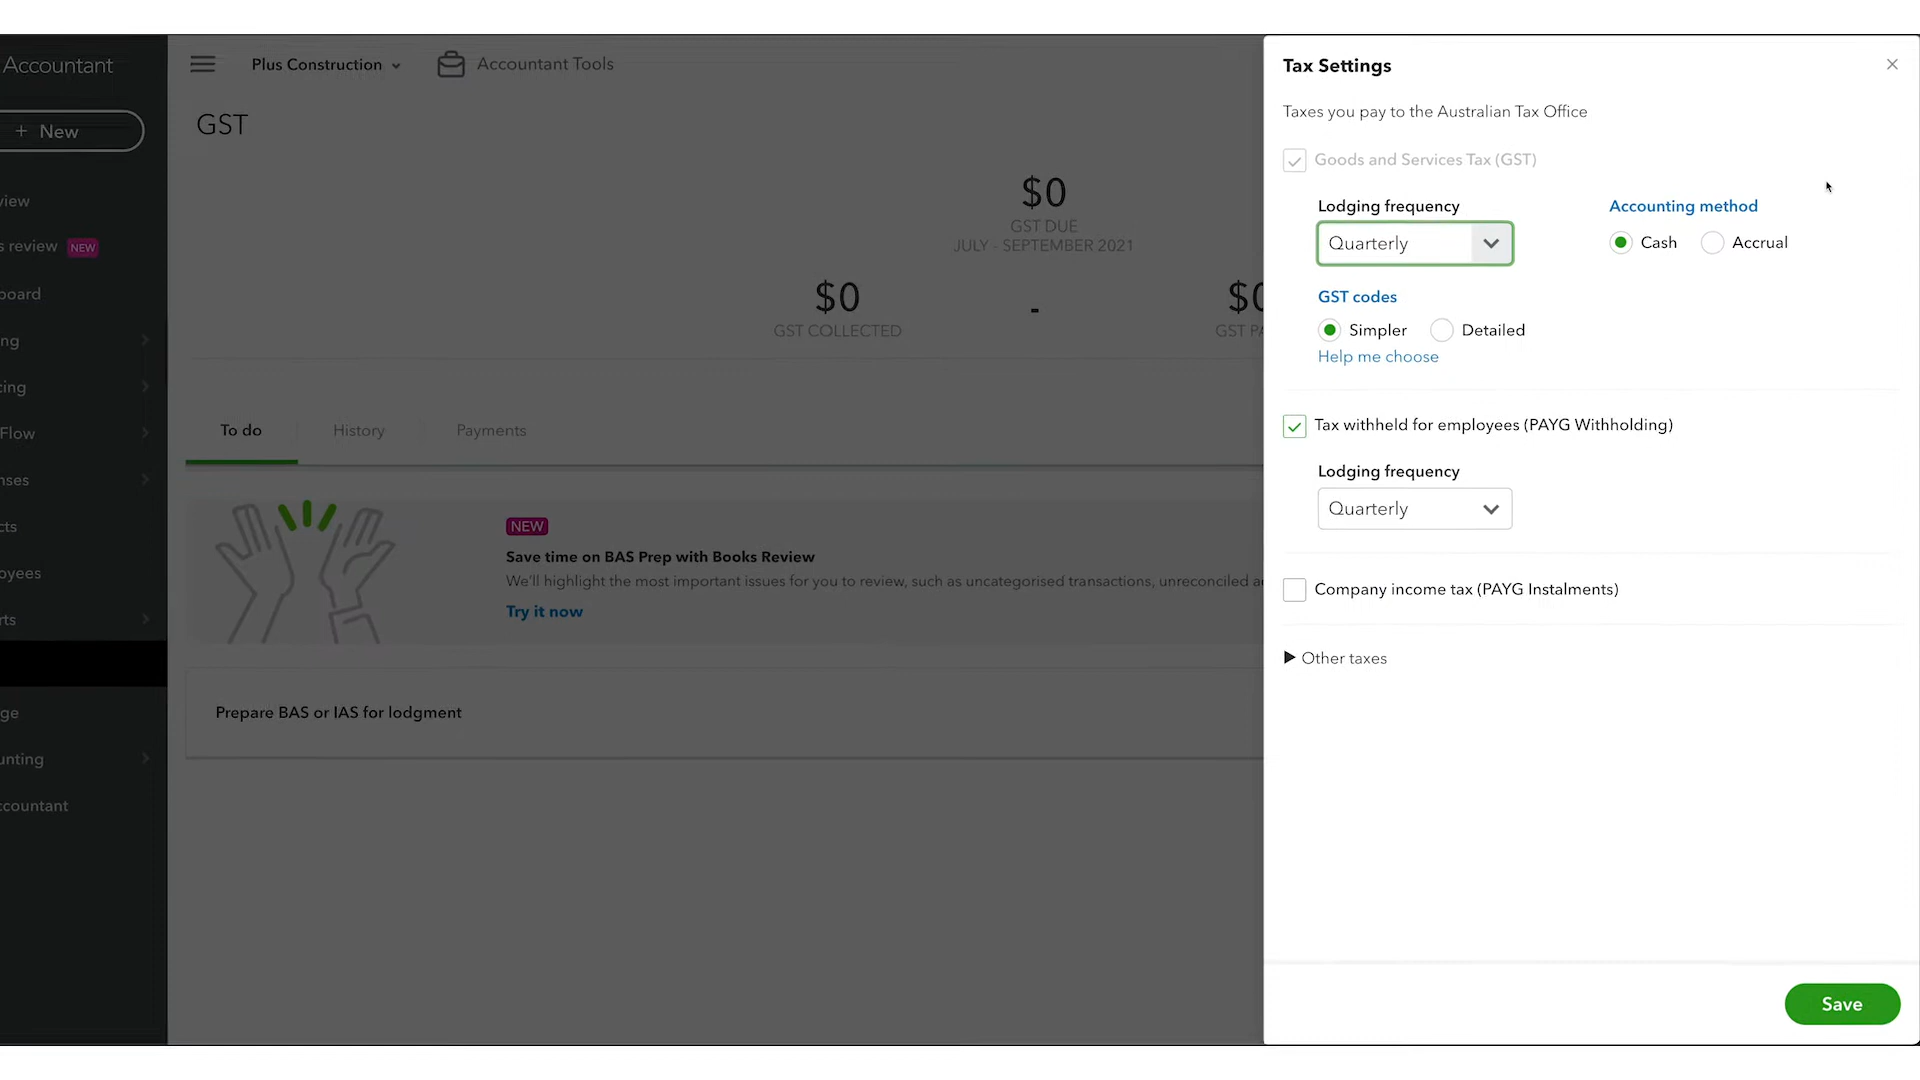 Accountant
+ New
view
s review NEW
board
ng
cing
Flow
nses
cts
oyees
rts
ge
unting
ccountant
Plus Construction
Accountant Tools
GST
$0
GST DUE
JULY - SEPTEMBER 2021
$0
GST COLLECTED
-
$0
GST PA
To do
History
Payments
NEW
Save time on BAS Prep with Books Review
We'll highlight the most important issues for you to review, such as uncategorised transactions, unreconciled a
Try it now
Prepare BAS or IAS for lodgment
Tax Settings
Taxes you pay to the Australian Tax Office
Goods and Services Tax (GST)
Lodging frequency
Quarterly
Accounting method
Cash Accrual
GST codes
Simpler Detailed
Help me choose
Tax withheld for employees (PAYG Withholding)
Lodging frequency
Quarterly
Company income tax (PAYG Instalments)
Other taxes
Save